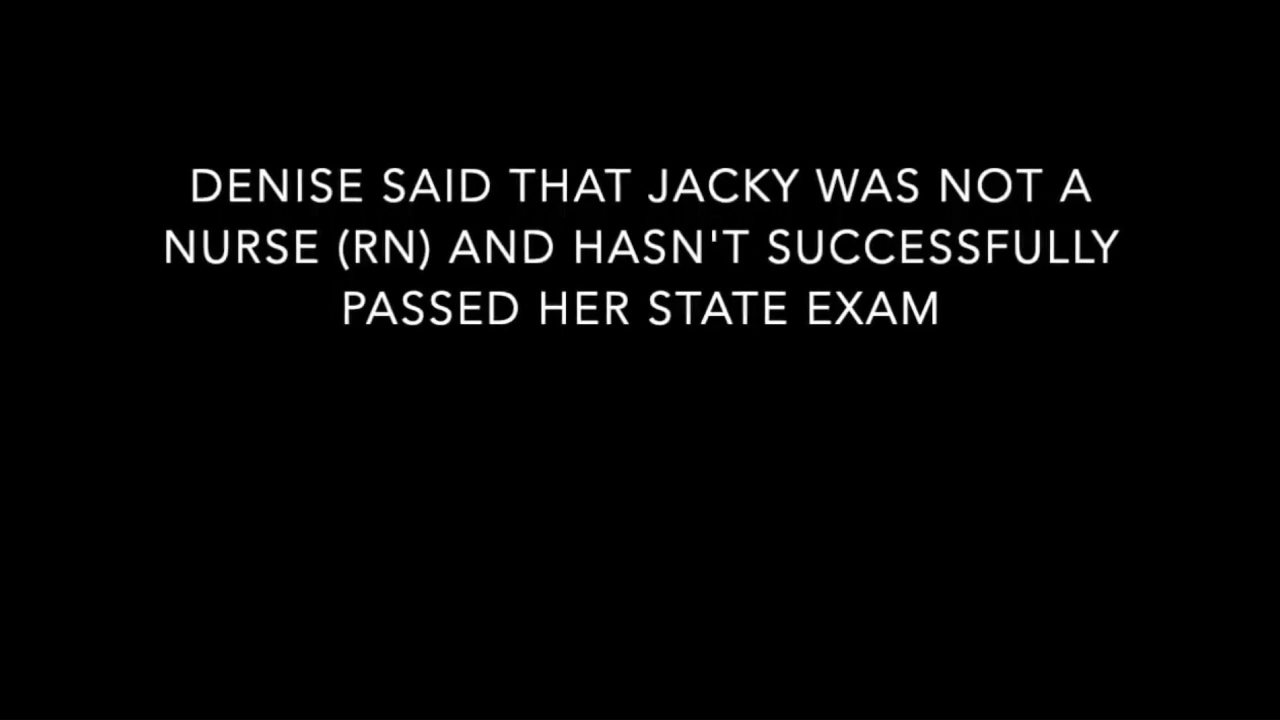 DENISE SAID THAT JACKY WAS NOT A
NURSE (RN) AND HASN'T SUCCESSFULLY
PASSED HER STATE EXAM